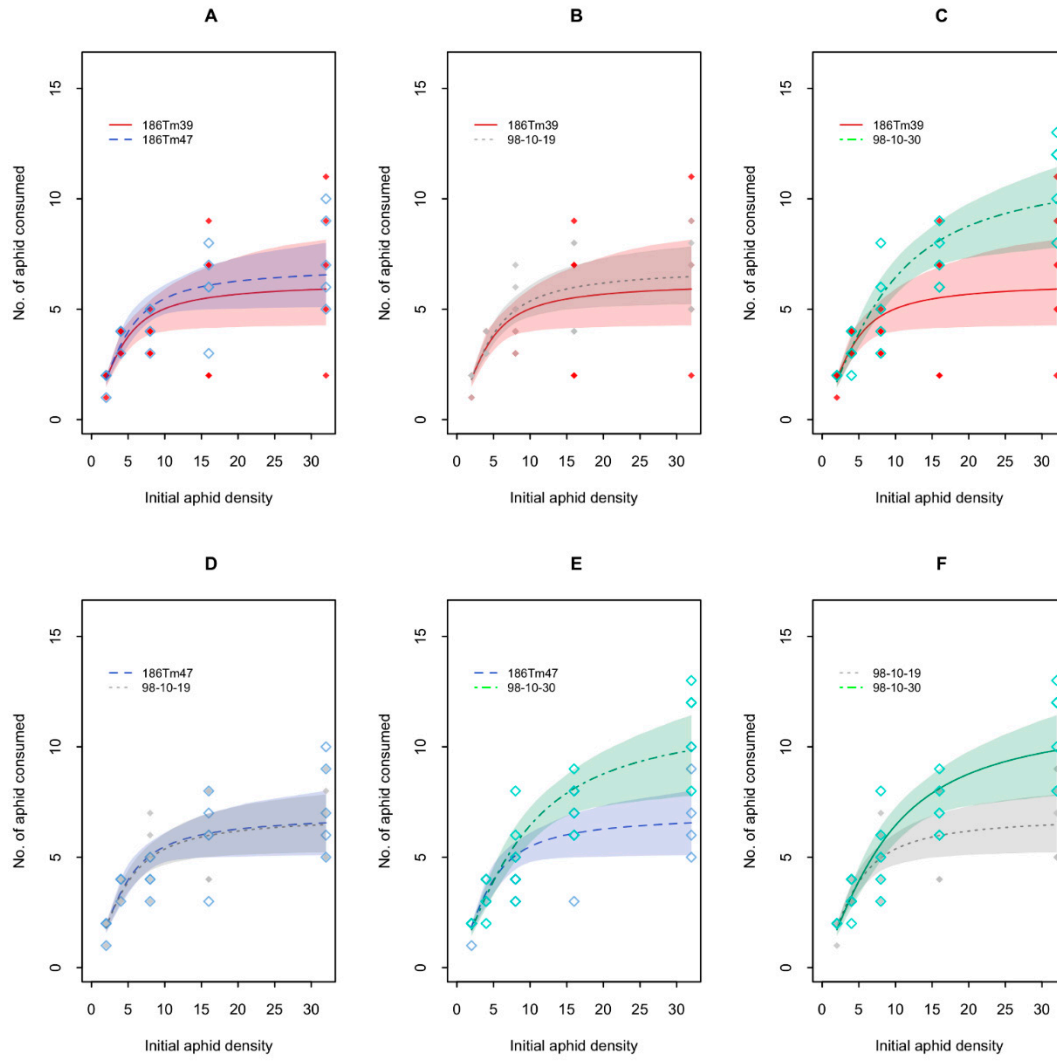 A
B
C
15
10
5
0
No. of aphid consumed
186Tm39
186Tm47
0 5 10 15 20 25 30
Initial aphid density
15
10
5
0
No. of aphid consumed
186Tm39
98-10-19
0 5 10 15 20 25 30
Initial aphid density
15
10
5
0
No. of aphid consumed
186Tm39
98-10-30
0 5 10 15 20 25 30
Initial aphid density
D
E
F
15
10
5
0
No. of aphid consumed
186Tm47
98-10-19
0 5 10 15 20 25 30
Initial aphid density
15
10
5
0
No. of aphid consumed
186Tm47
98-10-30
0 5 10 15 20 25 30
Initial aphid density
15
10
5
0
No. of aphid consumed
98-10-19
98-10-30
0 5 10 15 20 25 30
Initial aphid density